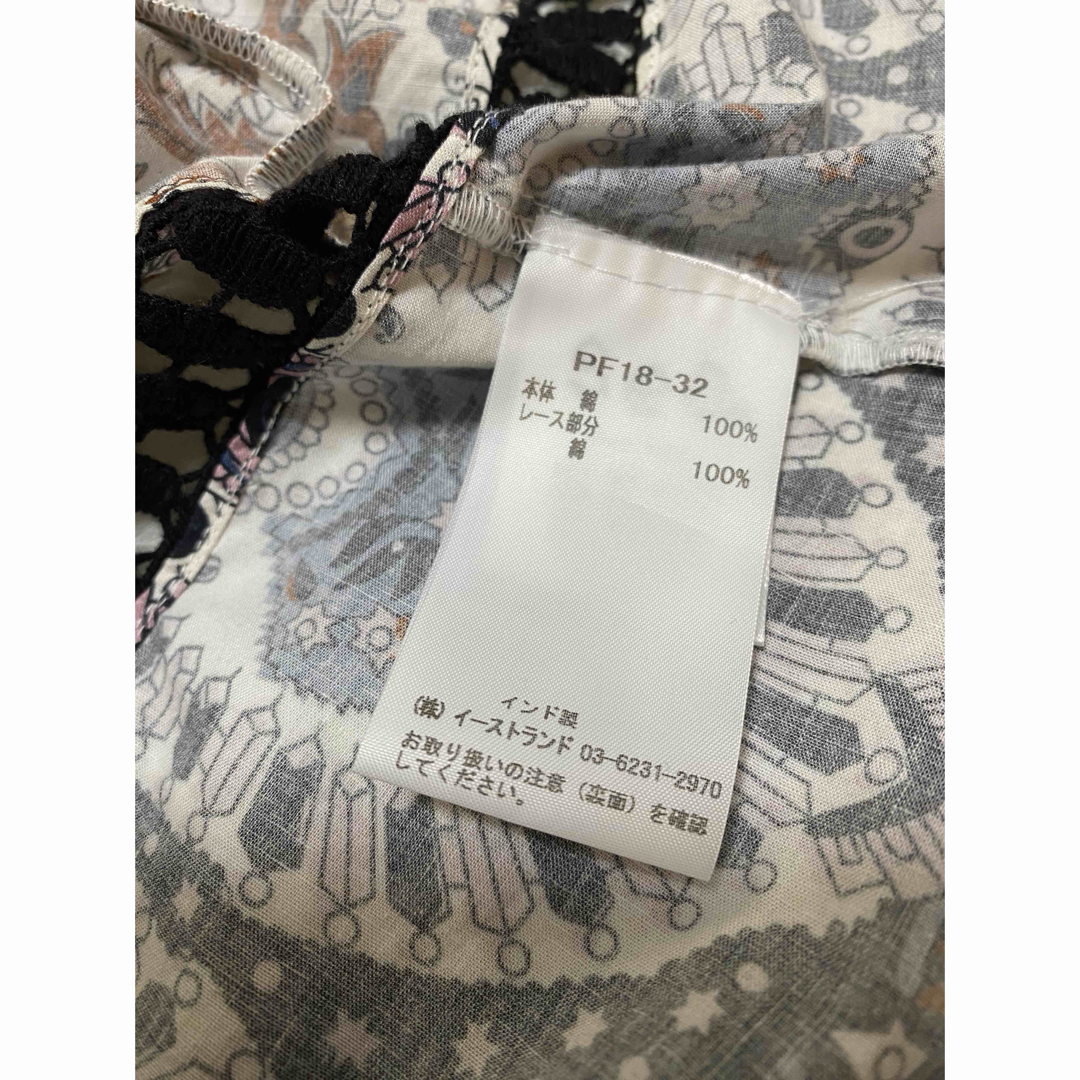 PF18-32
本体 綿 100%
レース部分
綿 100%
インド製
(株)イーストランド 03-6231-2970
お取り扱いの注意(裏面)を確認
してください。